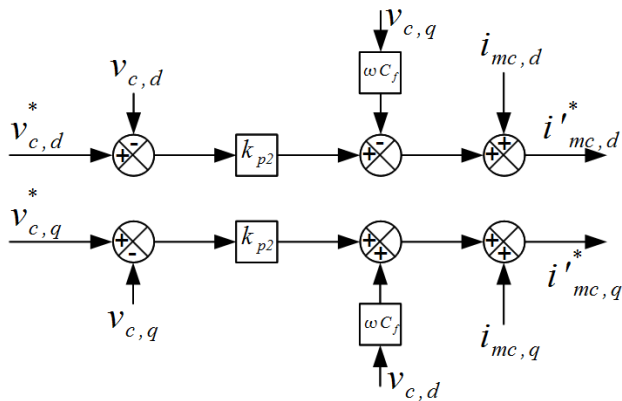 v_{c,q}
v_{c,d}
ωC_f
i_{mc,d}
v^*_{c,d}
+ -
k_{p2}
+ -
+ +
i'^*_{mc,d}
v^*_{c,q}
+ -
k_{p2}
+ +
+ +
i'^*_{mc,q}
v_{c,q}
ωC_f
i_{mc,q}
v_{c,d}